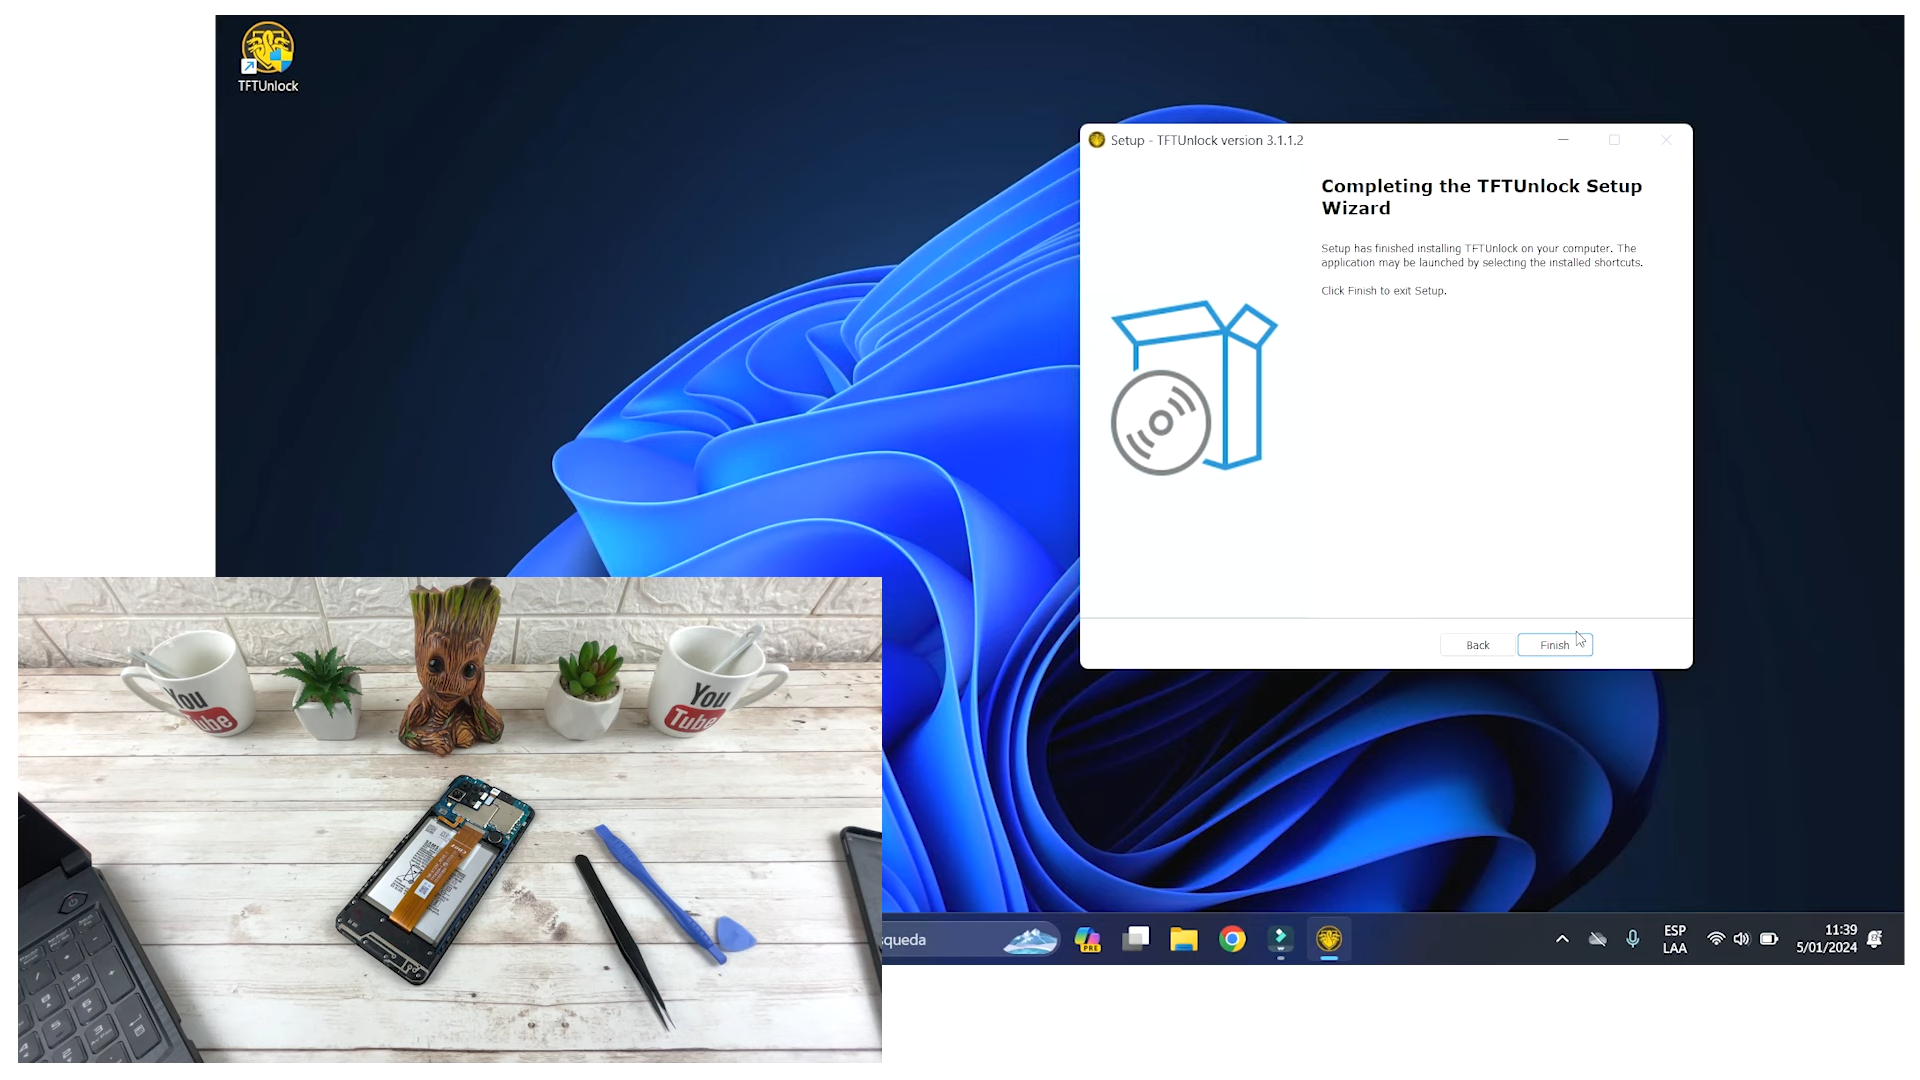 TFTUnlock
Setup - TFTUnlock version 3.1.1.2
Completing the TFTUnlock Setup
Wizard
Setup has finished installing TFTUnlock on your computer. The
application may be launched by selecting the installed shortcuts.
Click Finish to exit Setup.
Back
Finish
You
Tube
You
Tube
squeda
PRE
ESP
LAA
11:39
5/01/2024